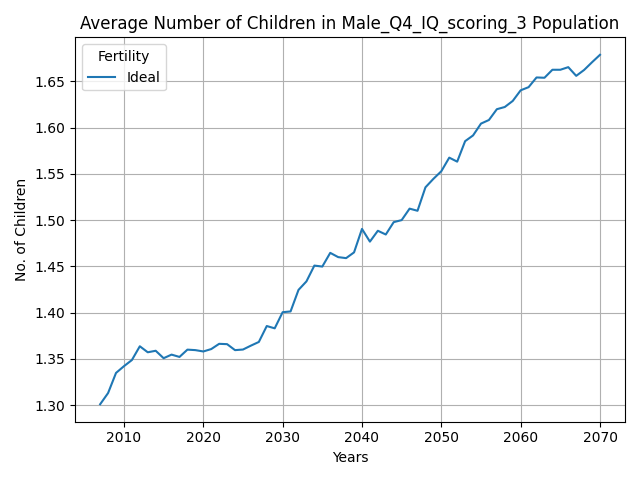 Average Number of Children in Male_Q4_IQ_scoring_3 Population
Fertility
Ideal
No. of Children
1.65
1.60
1.55
1.50
1.45
1.40
1.35
1.30
2010 2020 2030 2040 2050 2060 2070
Years